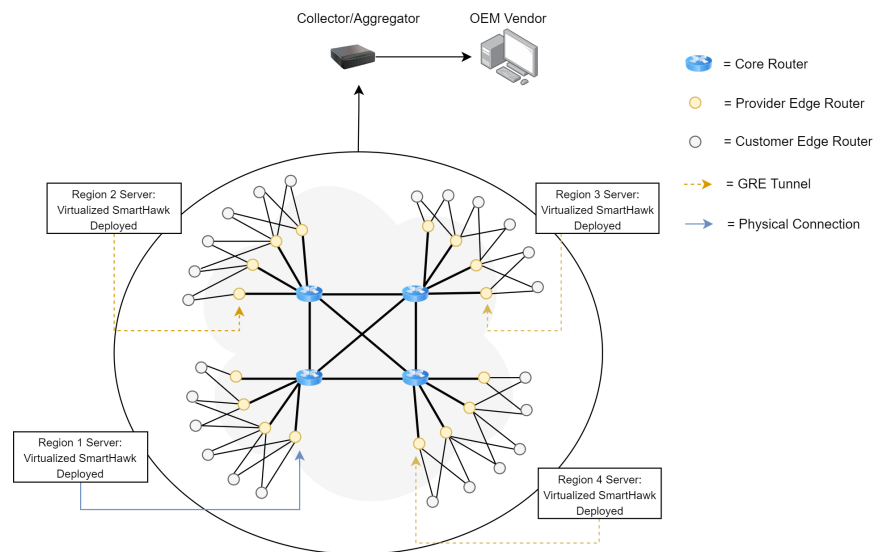 Collector/Aggregator
OEM Vendor
= Core Router
= Provider Edge Router
= Customer Edge Router
= GRE Tunnel
= Physical Connection
Region 2 Server:
Virtualized SmartHawk
Deployed
Region 3 Server:
Virtualized SmartHawk
Deployed
Region 1 Server:
Virtualized SmartHawk
Deployed
Region 4 Server:
Virtualized SmartHawk
Deployed